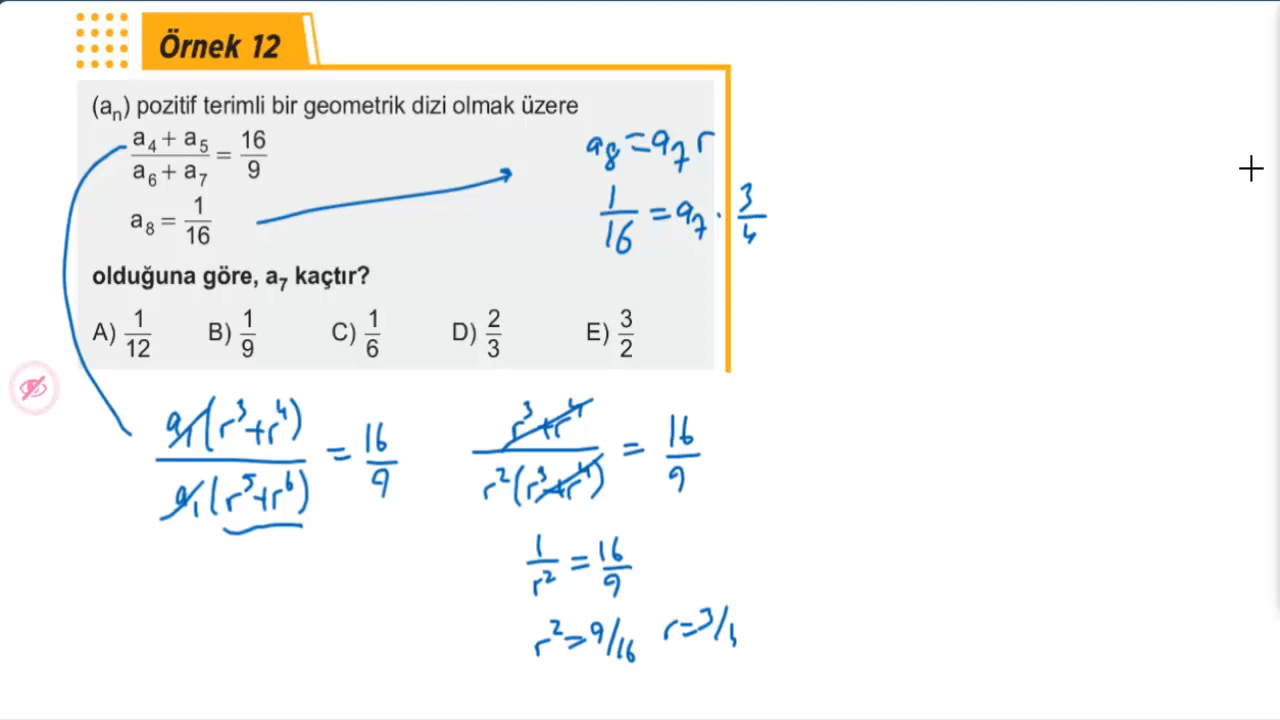 Örnek 12
(aₙ) pozitif terimli bir geometrik dizi olmak üzere
(a₄ + a₅)/(a₆ + a₇) = 16/9
a₈ = 1/16
olduğuna göre, a₇ kaçtır?
A) 1/12 B) 1/9 C) 1/6 D) 2/3 E) 3/2
a₈ = a₇ r
1/16 = a₇ · 3/4
a₁(r³+r⁴)/a₁(r⁵+r⁶) = 16/9
r³+r⁴/r²(r³+r⁴) = 16/9
1/r² = 16/9
r² = 9/16 r = 3/4